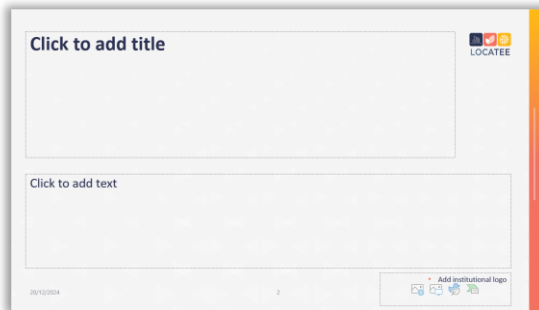 Click to add title
LOCATEE
Click to add text
• Add institutional logo
20/12/2024
2